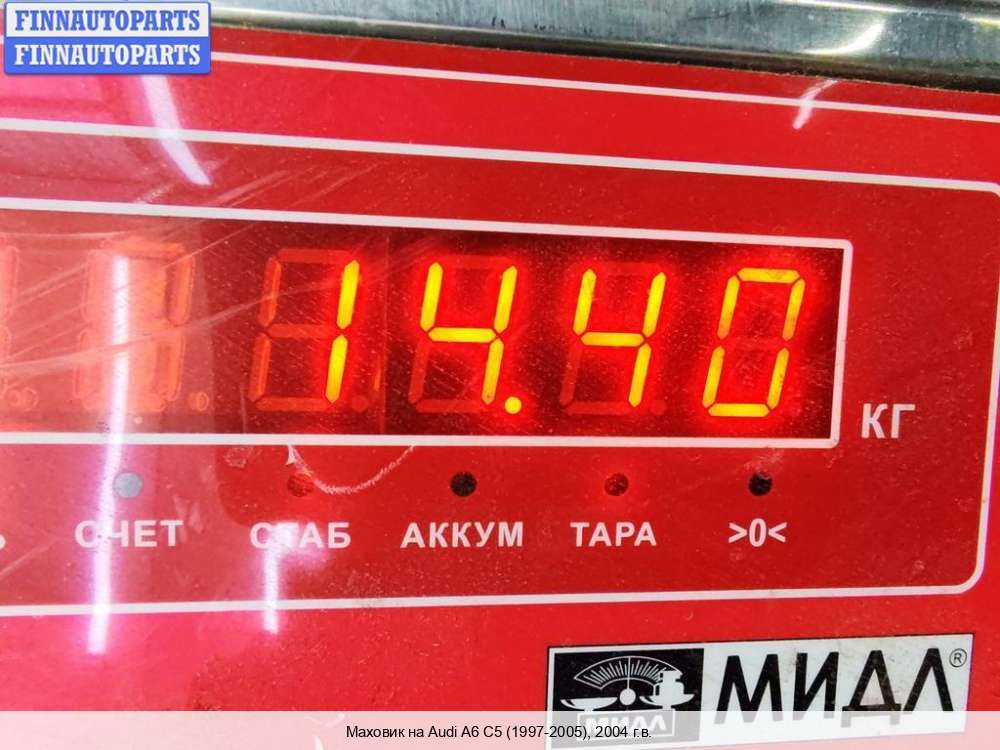 FINNAUTOPARTS
FINNAUTOPARTS
14.40
КГ
СЧЕТ СТАБ АККУМ ТАРА >0<
МИДЛ®
МИДЛ
Маховик на Audi A6 C5 (1997-2005), 2004 г.в.